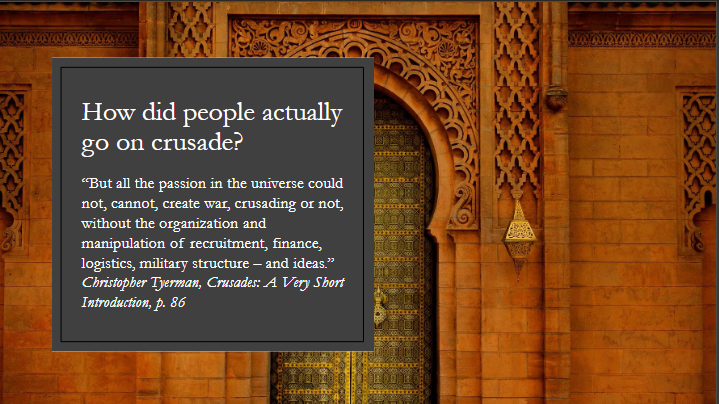 How did people actually
go on crusade?
“But all the passion in the universe could
not, cannot, create war, crusading or not,
without the organization and
manipulation of recruitment, finance,
logistics, military structure – and ideas.”
Christopher Tyerman, Crusades: A Very Short
Introduction, p. 86